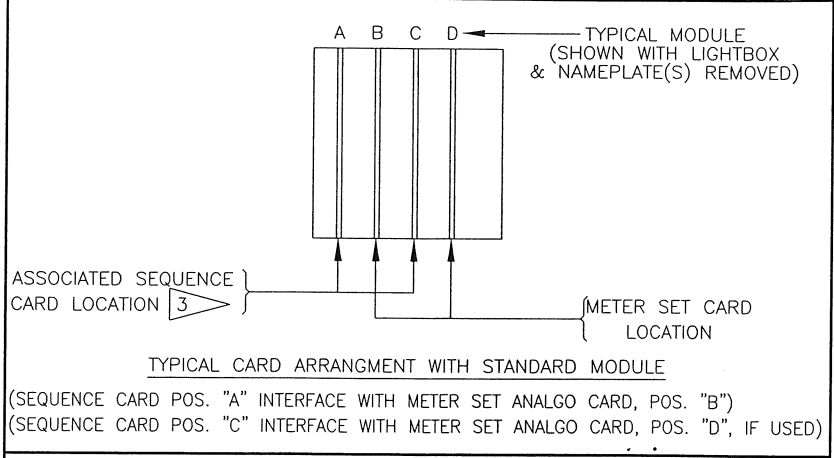 A B C D
TYPICAL MODULE
(SHOWN WITH LIGHTBOX
& NAMEPLATE(S) REMOVED)
ASSOCIATED SEQUENCE
CARD LOCATION 3
METER SET CARD
LOCATION
TYPICAL CARD ARRANGMENT WITH STANDARD MODULE
(SEQUENCE CARD POS. "A" INTERFACE WITH METER SET ANALGO CARD, POS. "B")
(SEQUENCE CARD POS. "C" INTERFACE WITH METER SET ANALGO CARD, POS. "D", IF USED)